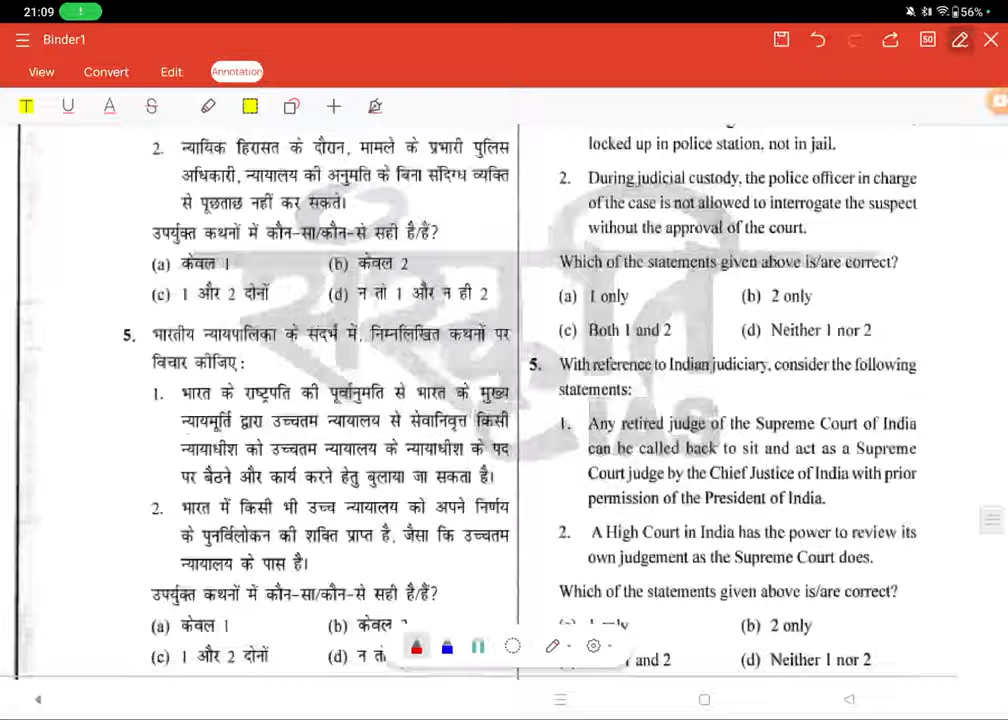 21:09
56%
Binder1
50
View
Convert
Edit
Annotation
T
U
A
S
2. न्यायिक हिरासत के दौरान, मामले के प्रभारी पुलिस
अधिकारी, न्यायालय की अनुमति के बिना संदिग्ध व्यक्ति
से पूछताछ नहीं कर सकते।
उपर्युक्त कथनों में कौन-सा/कौन-से सही है/हैं?
(a) केवल 1
(b) केवल 2
(c) 1 और 2 दोनों
(d) न तो 1 और न ही 2
5. भारतीय न्यायपालिका के संदर्भ में, निम्नलिखित कथनों पर
विचार कीजिए:
1. भारत के राष्ट्रपति की पूर्वानुमति से भारत के मुख्य
न्यायमूर्ति द्वारा उच्चतम न्यायालय से सेवानिवृत्त किसी
न्यायाधीश को उच्चतम न्यायालय के न्यायाधीश के पद
पर बैठने और कार्य करने हेतु बुलाया जा सकता है।
2. भारत में किसी भी उच्च न्यायालय को अपने निर्णय
के पुनर्विलोकन की शक्ति प्राप्त है, जैसा कि उच्चतम
न्यायालय के पास है।
उपर्युक्त कथनों में कौन-सा/कौन-से सही है/हैं?
(a) केवल 1
(b) केवल
(c) 1 और 2 दोनों
(d) न तो
locked up in police station, not in jail.
2. During judicial custody, the police officer in charge
of the case is not allowed to interrogate the suspect
without the approval of the court.
Which of the statements given above is/are correct?
(a) 1 only
(b) 2 only
(c) Both 1 and 2
(d) Neither 1 nor 2
5. With reference to Indian judiciary, consider the following
statements:
1. Any retired judge of the Supreme Court of India
can be called back to sit and act as a Supreme
Court judge by the Chief Justice of India with prior
permission of the President of India.
2. A High Court in India has the power to review its
own judgement as the Supreme Court does.
Which of the statements given above is/are correct?
(b) 2 only
1 and 2
(d) Neither 1 nor 2
संस्कृति
IAS